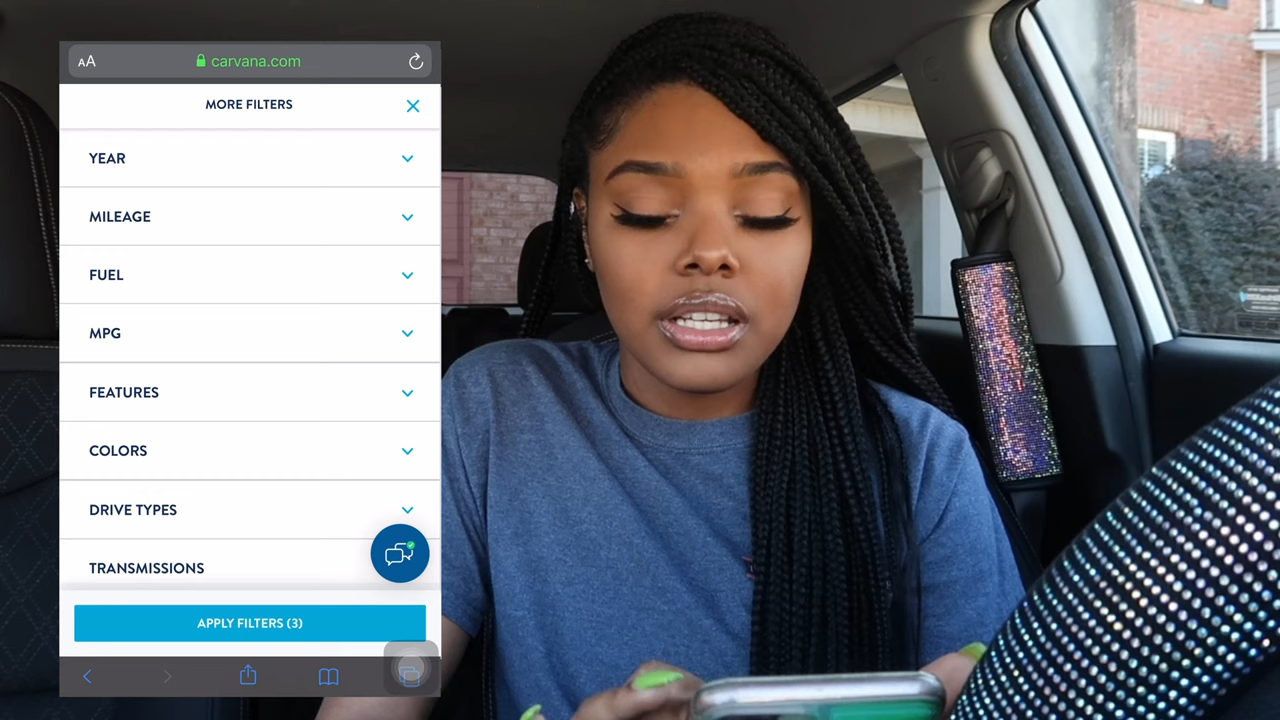 AA
carvana.com
MORE FILTERS
YEAR
MILEAGE
FUEL
MPG
FEATURES
COLORS
DRIVE TYPES
TRANSMISSIONS
APPLY FILTERS (3)